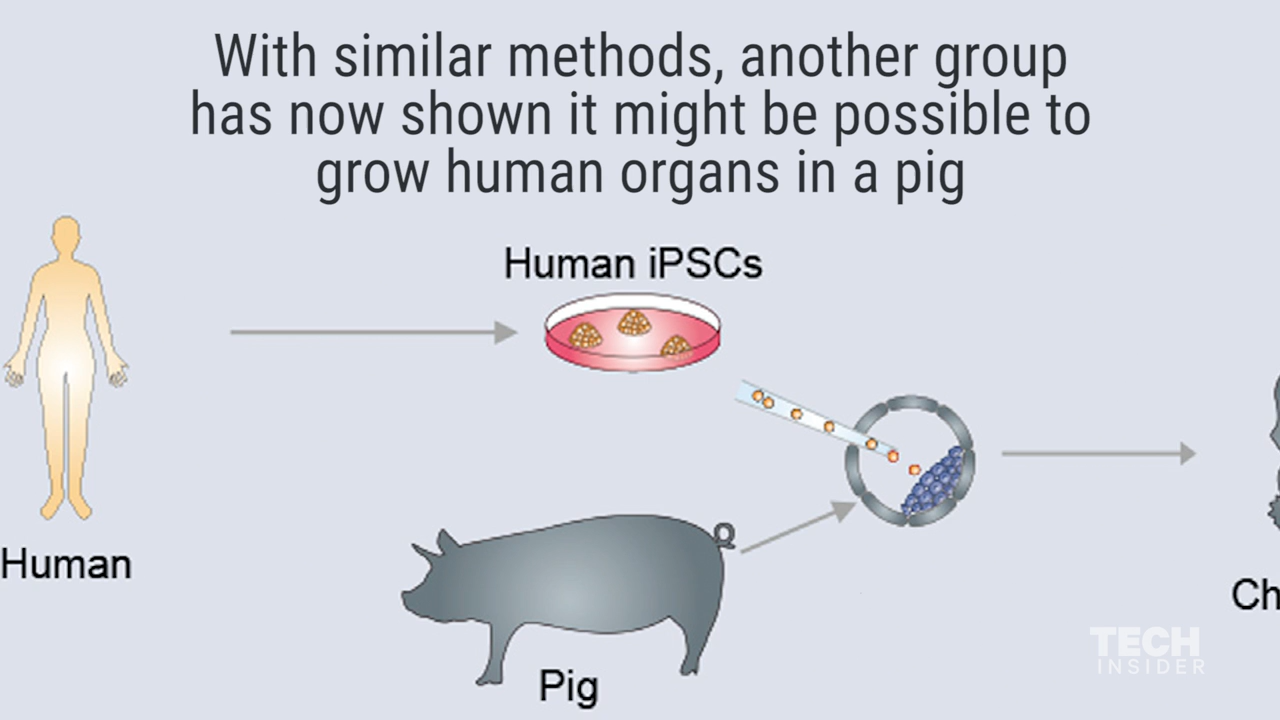 With similar methods, another group
has now shown it might be possible to
grow human organs in a pig
Human iPSCs
Human
Pig
Ch
TECH
INSIDER